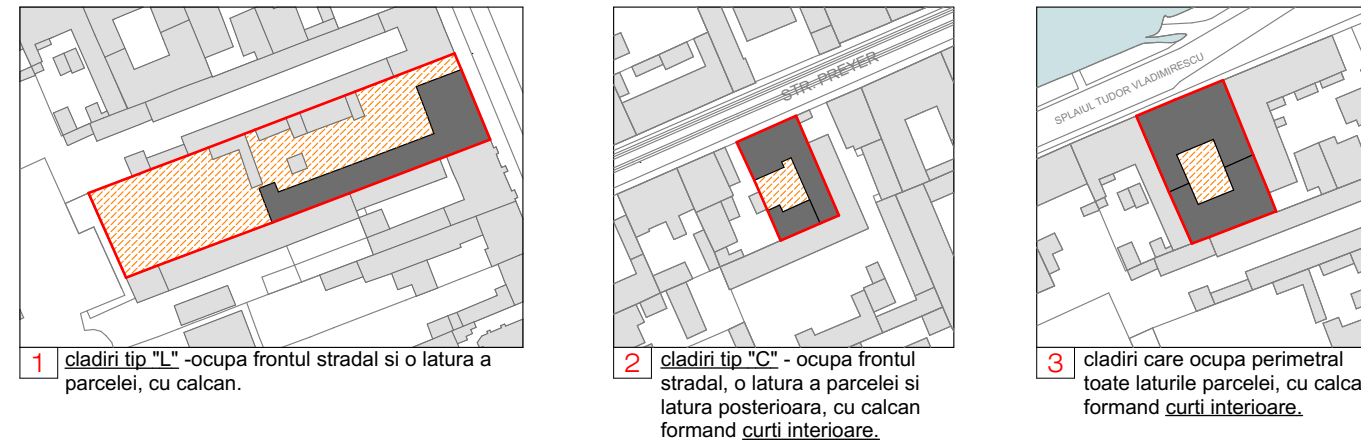 STR. PREYER
SPLAIUL TUDOR VLADIMIRESCU
1
cladiri tip "L" -ocupa frontul stradal si o latura a
parcelei, cu calcan.
2
cladiri tip "C" - ocupa frontul
stradal, o latura a parcelei si
latura posterioara, cu calcan
formand curti interioare.
3
cladiri care ocupa perimetral
toate laturile parcelei, cu calca
formand curti interioare.